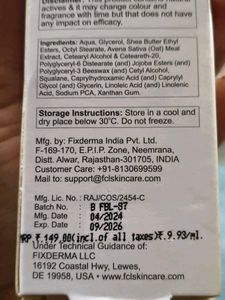 actives & it may change colour and
fragrance with time but that does not have
any impact on efficacy.
Ingredients: Aqua, Glycerol, Shea Butter Ethyl
Esters, Octyl Stearate, Avena Sativa (Oat) Meal
Extract, Cetearyl Alcohol & Ceteareth-20,
Polyglyceryl-6 Distearate (and) Jojoba Esters (and)
Polyglyceryl-3 Beeswax (and) Cetyl Alcohol,
Squalane, Caprylhydroxamic Acid (and) Caprylyl
Glycol (and) Glycerin, Linoleic Acid (and) Linolenic
Acid, Sodium PCA, Xanthan Gum.
Storage Instructions: Store in a cool and
dry place below 30°C. Do not freeze.
Mfg. by: Fixderma India Pvt. Ltd.
F-169-170, E.P.I.P. Zone, Neemrana,
Distt. Alwar, Rajasthan-301705, INDIA
Customer Care: +91-8130699599
Mail to: support@fclskincare.com
Mfg. Lic. No.: RAJ/COS/2454-C
Batch No. B FBL-87
Mfg. Date : 04/2024
Exp. Date : 09/2026
MRP ₹.149.00(incl.of all taxes)₹.9.93/ml.
Under Technical Guidance of:
FIXDERMA LLC
16192 Coastal Hwy, Lewes,
DE 19958, USA • www.fclskincare.com